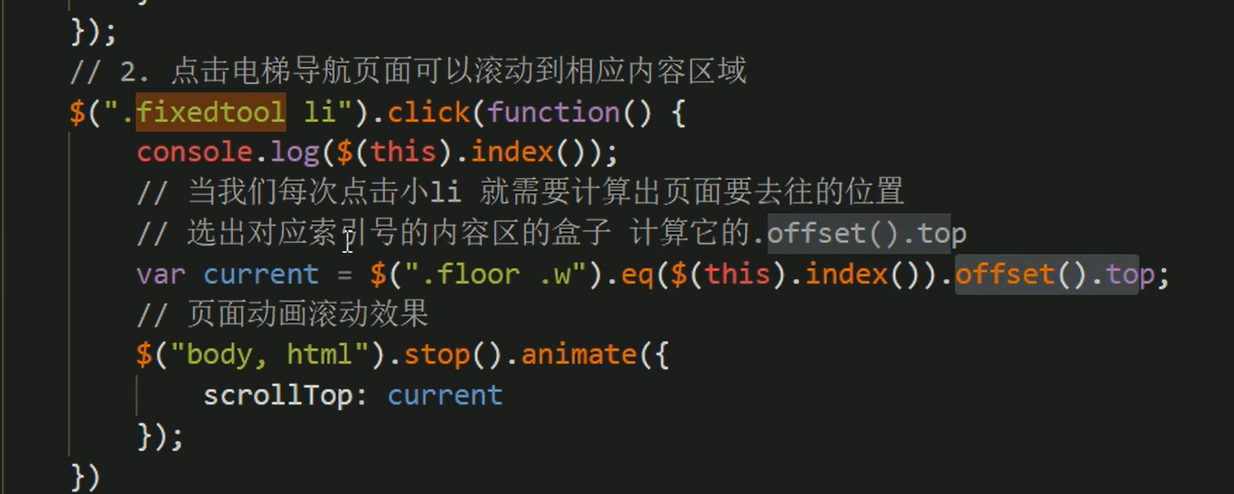 });
// 2. 点击电梯导航页面可以滚动到相应内容区域
$(".fixedtool li").click(function() {
console.log($(this).index());
// 当我们每次点击小li 就需要计算出页面要去往的位置
// 选出对应索引号的内容区的盒子 计算它的.offset().top
var current = $(".floor .w").eq($(this).index()).offset().top;
// 页面动画滚动效果
$("body, html").stop().animate({
scrollTop: current
});
})